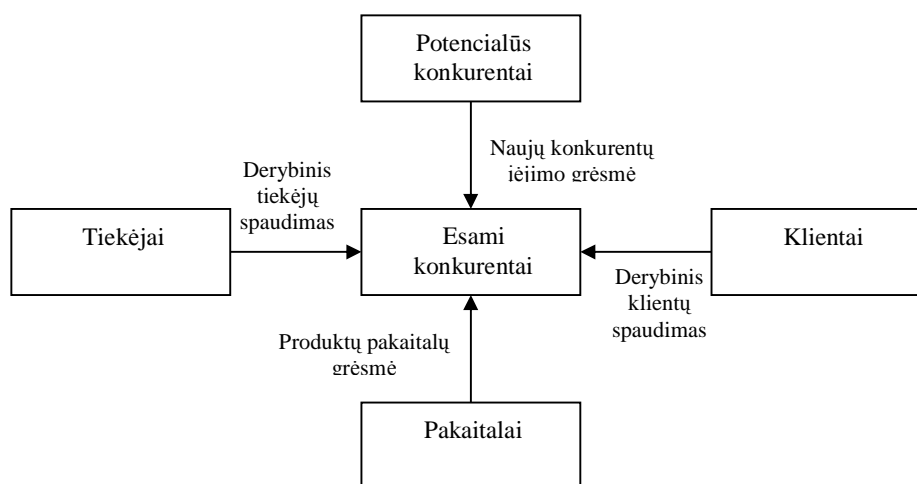 Potencialūs
konkurentai
Naujų konkurentų
įėjimo grėsmė
Derybinis
tiekėjų
spaudimas
Tiekėjai
Esami
konkurentai
Klientai
Derybinis
klientų
spaudimas
Produktų pakaitalų
grėsmė
Pakaitalai